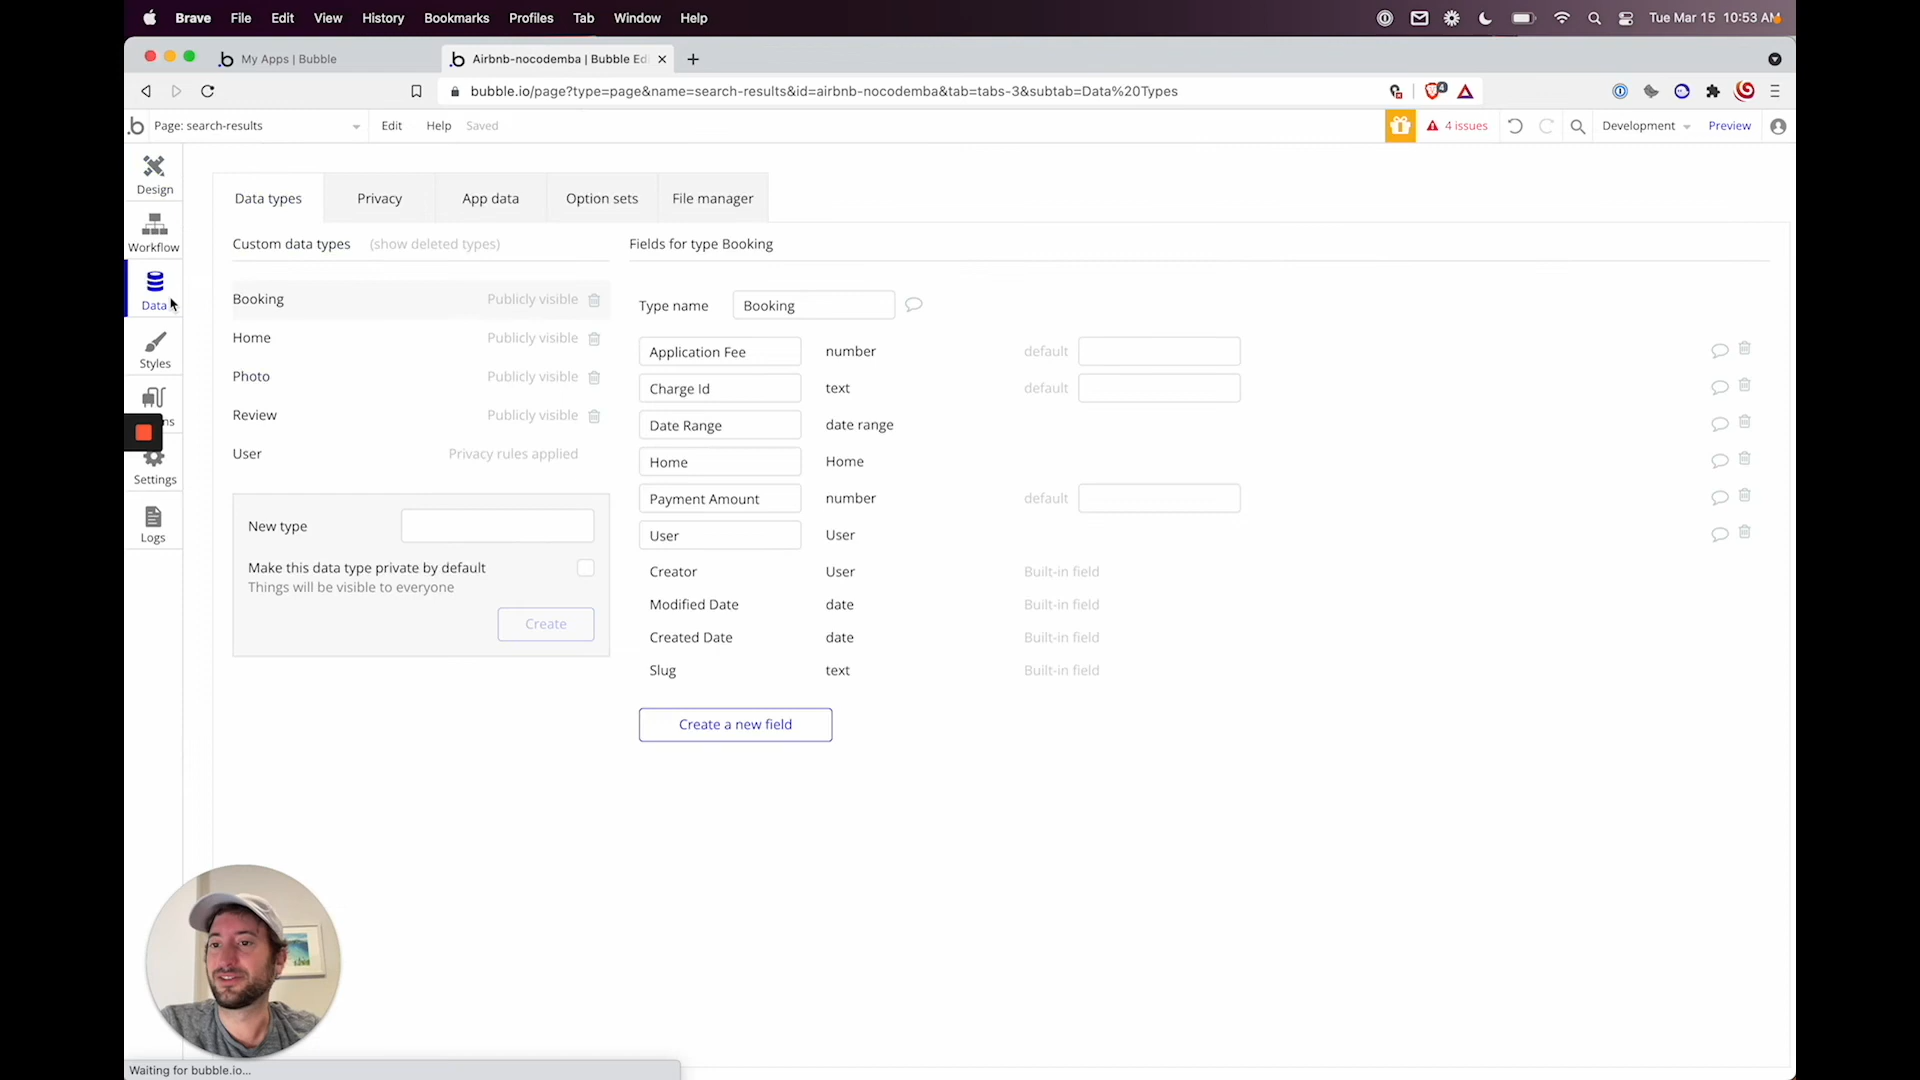 Brave File Edit View History Bookmarks Profiles Tab Window Help Tue Mar 15 10:53 AM
My Apps | Bubble
Airbnb-nocodemba | Bubble Edi
bubble.io/page?type=page&name=search-results&id=airbnb-nocodemba&tab=tabs-3&subtab=Data%20Types
4
Page: search-results Edit Help Saved 4 issues Development Preview
Design
Workflow
Data
Styles
ns
Settings
Logs
Data types Privacy App data Option sets File manager
Custom data types (show deleted types)
Booking Publicly visible
Home Publicly visible
Photo Publicly visible
Review Publicly visible
User Privacy rules applied
New type
Make this data type private by default
Things will be visible to everyone
Create
Fields for type Booking
Type name Booking
Application Fee number default
Charge Id text default
Date Range date range
Home Home
Payment Amount number default
User User
Creator User Built-in field
Modified Date date Built-in field
Created Date date Built-in field
Slug text Built-in field
Create a new field
Waiting for bubble.io...